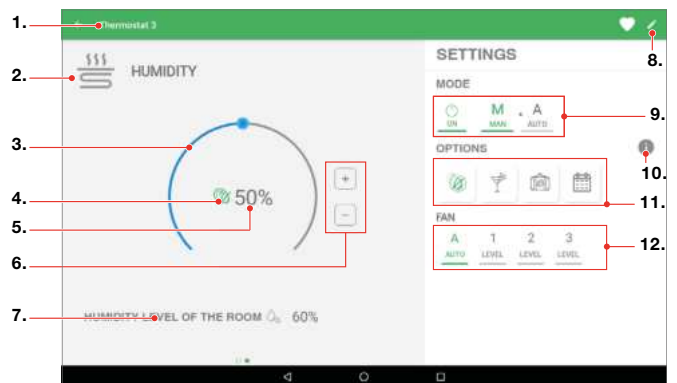 1.
Thermostat 3
8.
2.
HUMIDITY
3.
4.
50%
5.
6.
7.
HUMIDITY LEVEL OF THE ROOM 60%
SETTINGS
MODE
M A
ON MAN AUTO
9.
OPTIONS
10.
11.
FAN
A 1 2 3
AUTO LEVEL LEVEL LEVEL
12.